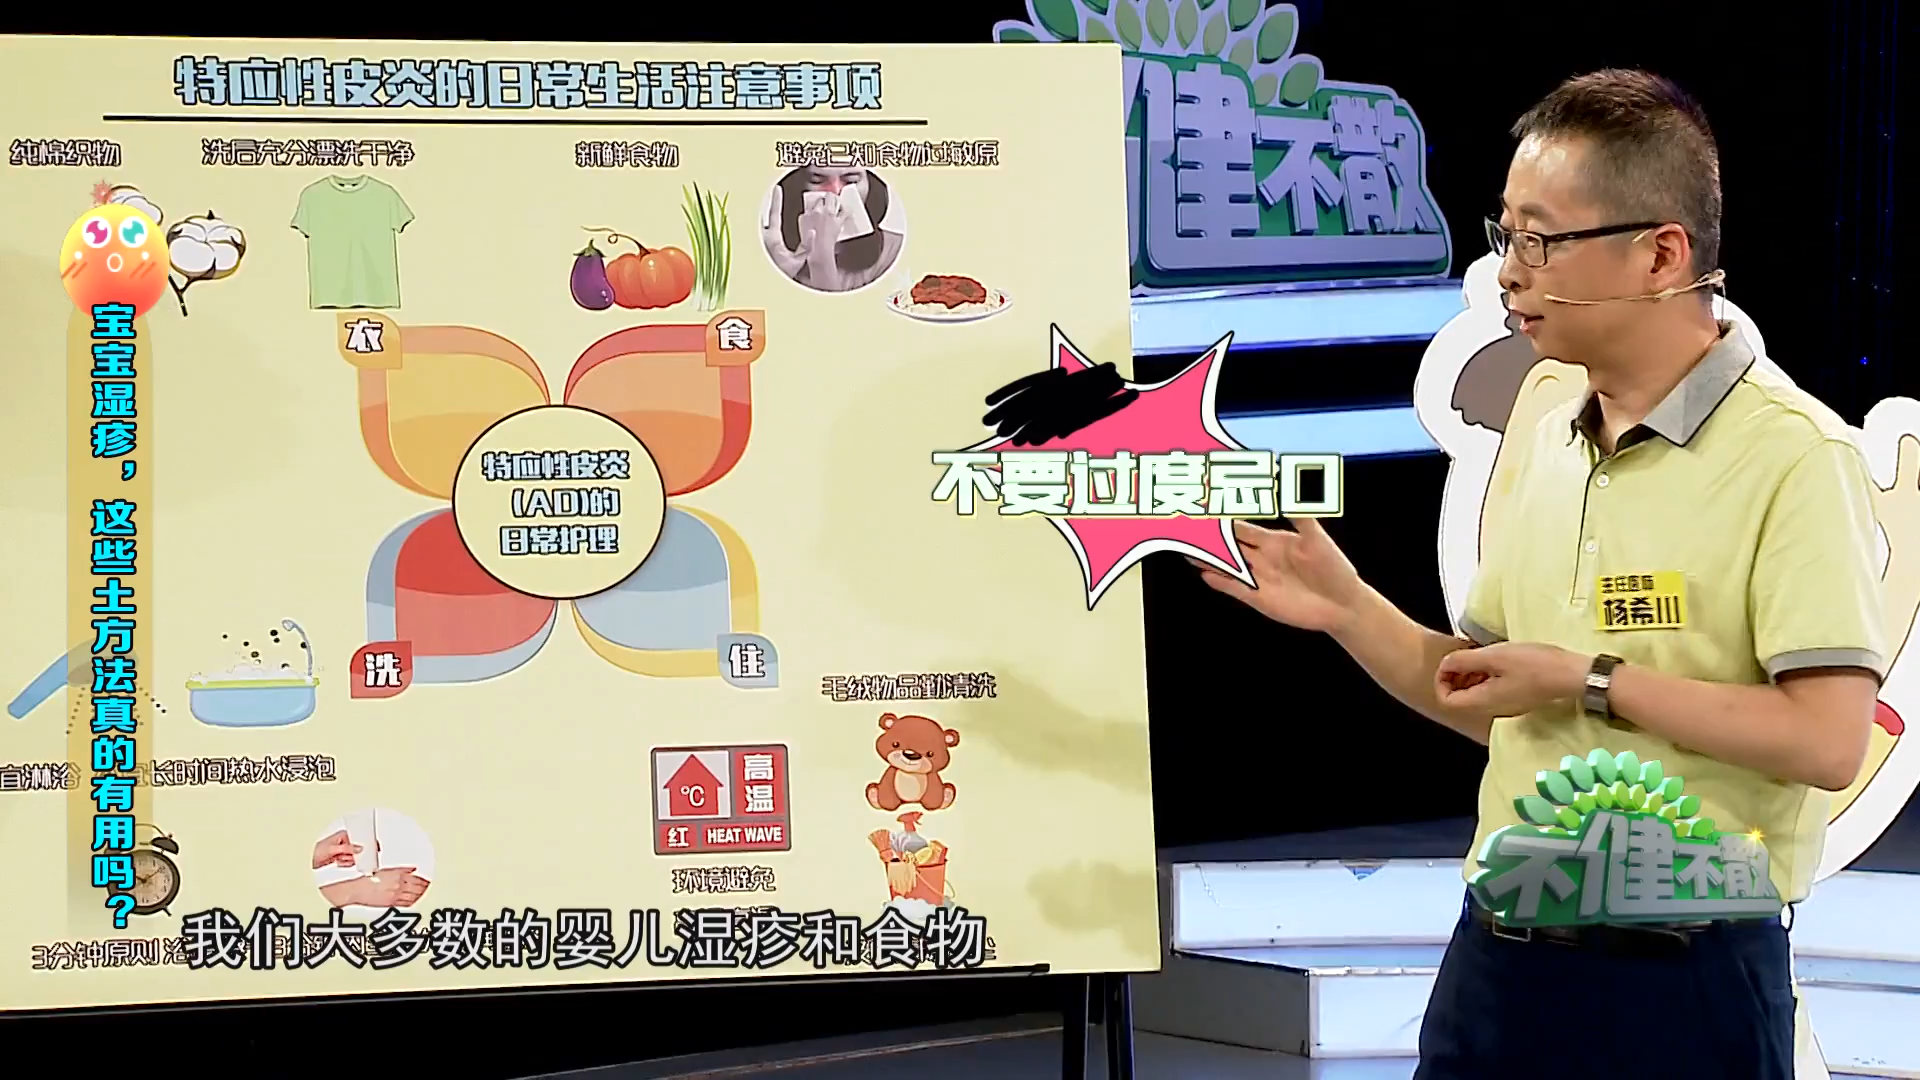 特应性皮炎的日常生活注意事项
纯棉织物
洗后充分漂洗干净
新鲜食物
避免已知食物过敏原
衣
食
特应性皮炎
(AD)的
日常护理
洗
住
毛绒物品勤清洗
宜淋浴
长时间热水浸泡
℃
高温
红
HEAT WAVE
环境避免
3分钟原则
不要过度忌口
宝宝湿疹，这些土方法真的有用吗？
我们大多数的婴儿湿疹和食物
健不散
主任医师
杨希川
不健不散